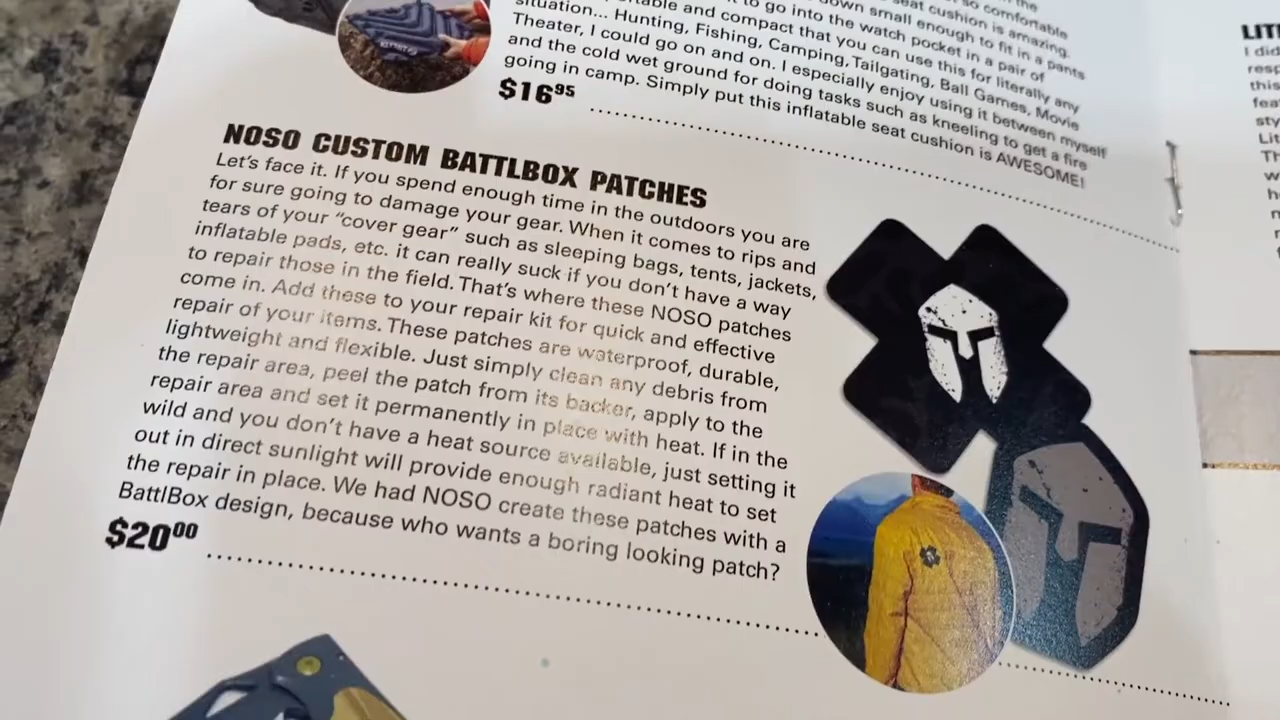 so comfortable
seat cushion is amazing.
down small enough to fit in a pants
to go into the watch pocket in a pair of
and compact that you can use this for literally any
situation... Hunting, Fishing, Camping, Tailgating, Ball Games, Movie
Theater, I could go on and on. I especially enjoy using it between myself
and the cold wet ground for doing tasks such as kneeling to get a fire
going in camp. Simply put this inflatable seat cushion is AWESOME!
$16⁹⁵
NOSO CUSTOM BATTLBOX PATCHES
Let's face it. If you spend enough time in the outdoors you are
for sure going to damage your gear. When it comes to rips and
tears of your "cover gear" such as sleeping bags, tents, jackets,
inflatable pads, etc. it can really suck if you don't have a way
to repair those in the field. That's where these NOSO patches
come in. Add these to your repair kit for quick and effective
repair of your items. These patches are waterproof, durable,
lightweight and flexible. Just simply clean any debris from
the repair area, peel the patch from its backer, apply to the
repair area and set it permanently in place with heat. If in the
wild and you don't have a heat source available, just setting it
out in direct sunlight will provide enough radiant heat to set
the repair in place. We had NOSO create these patches with a
BattlBox design, because who wants a boring looking patch?
$20⁰⁰
I did